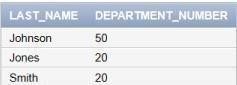 LAST_NAME DEPARTMENT_NUMBER
Johnson 50
Jones 20
Smith 20